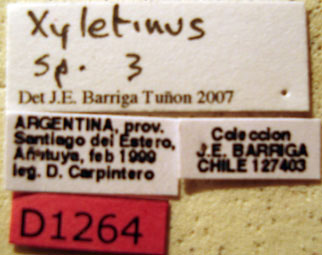 Xyletinus
sp. 3
Det J.E. Barriga Tuñon 2007
ARGENTINA, prov.
Santiago del Estero,
Añatuya, feb 1999
leg. D. Carpintero
Coleccion
J.E. BARRIGA
CHILE 127403
D1264